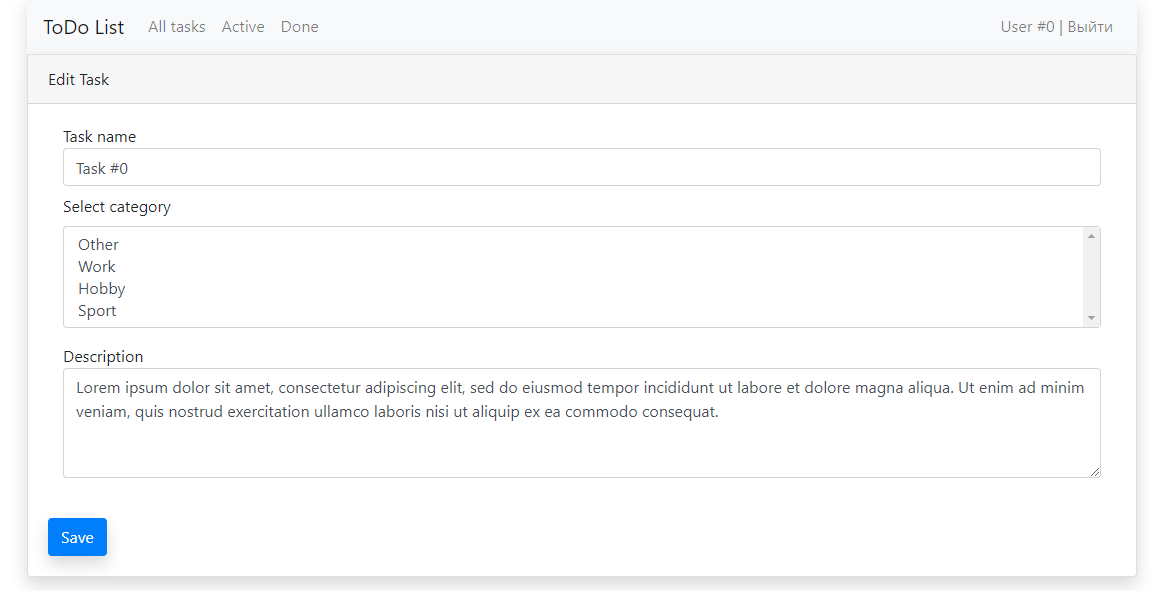 ToDo List All tasks Active Done User #0 | Выйти
Edit Task
Task name
Task #0
Select category
Other
Work
Hobby
Sport
Description
Lorem ipsum dolor sit amet, consectetur adipiscing elit, sed do eiusmod tempor incididunt ut labore et dolore magna aliqua. Ut enim ad minim
veniam, quis nostrud exercitation ullamco laboris nisi ut aliquip ex ea commodo consequat.
Save